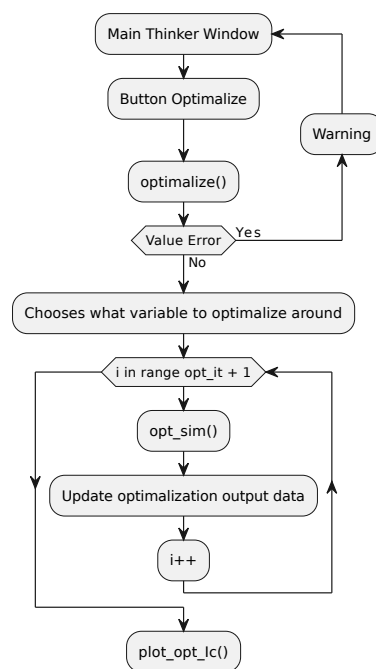 Main Thinker Window
Button Optimalize
Warning
optimalize()
Value Error
Yes
No
Chooses what variable to optimalize around
i in range opt_it + 1
opt_sim()
Update optimalization output data
i++
plot_opt_lc()